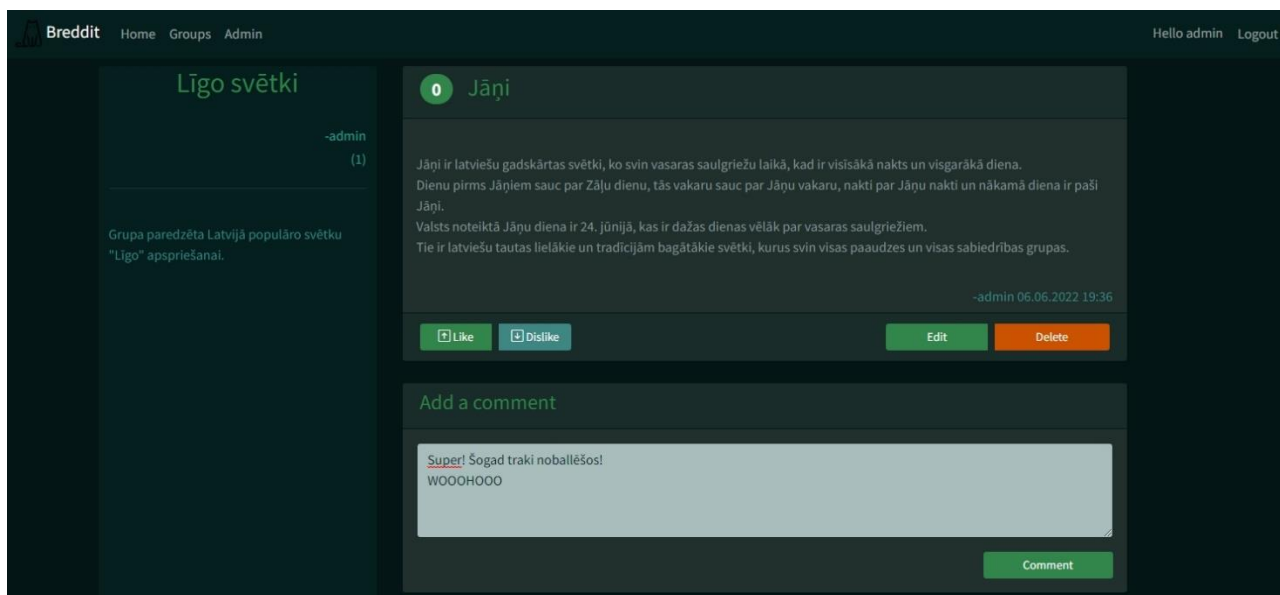 Breddit Home Groups Admin Hello admin Logout
Līgo svētki
-admin
(1)
Grupa paredzēta Latvijā populāro svētku
"Līgo" apspriešanai.
0 Jāņi
Jāņi ir latviešu gadskārtas svētki, ko svin vasaras saulgriežu laikā, kad ir visīsākā nakts un visgarākā diena.
Dienu pirms Jāņiem sauc par Zāļu dienu, tās vakaru sauc par Jāņu vakaru, nakti par Jāņu nakti un nākamā diena ir paši
Jāņi.
Valsts noteiktā Jāņu diena ir 24. jūnijā, kas ir dažas dienas vēlāk par vasaras saulgriežiem.
Tie ir latviešu tautas lielākie un tradīcijām bagātākie svētki, kurus svin visas paaudzes un visas sabiedrības grupas.
-admin 06.06.2022 19:36
Like Dislike Edit Delete
Add a comment
Super! Šogad traki noballēšos!
WOOOHOOO
Comment